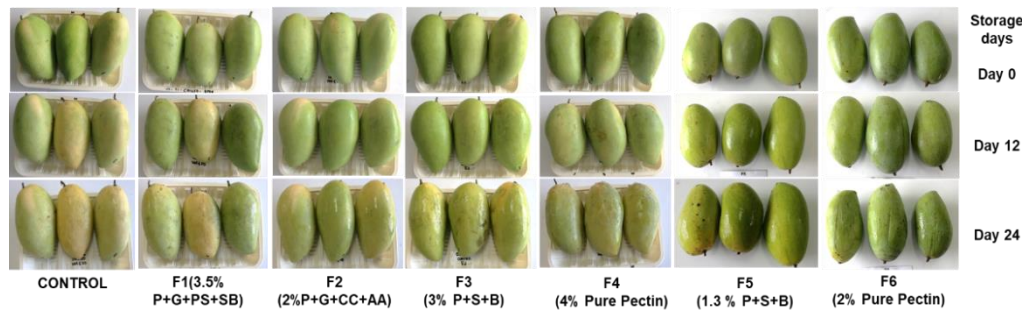 Storage
days
Day 0
Day 12
Day 24
CONTROL
F1(3.5%
P+G+PS+SB)
F2
(2%P+G+CC+AA)
F3
(3% P+S+B)
F4
(4% Pure Pectin)
F5
(1.3 % P+S+B)
F6
(2% Pure Pectin)